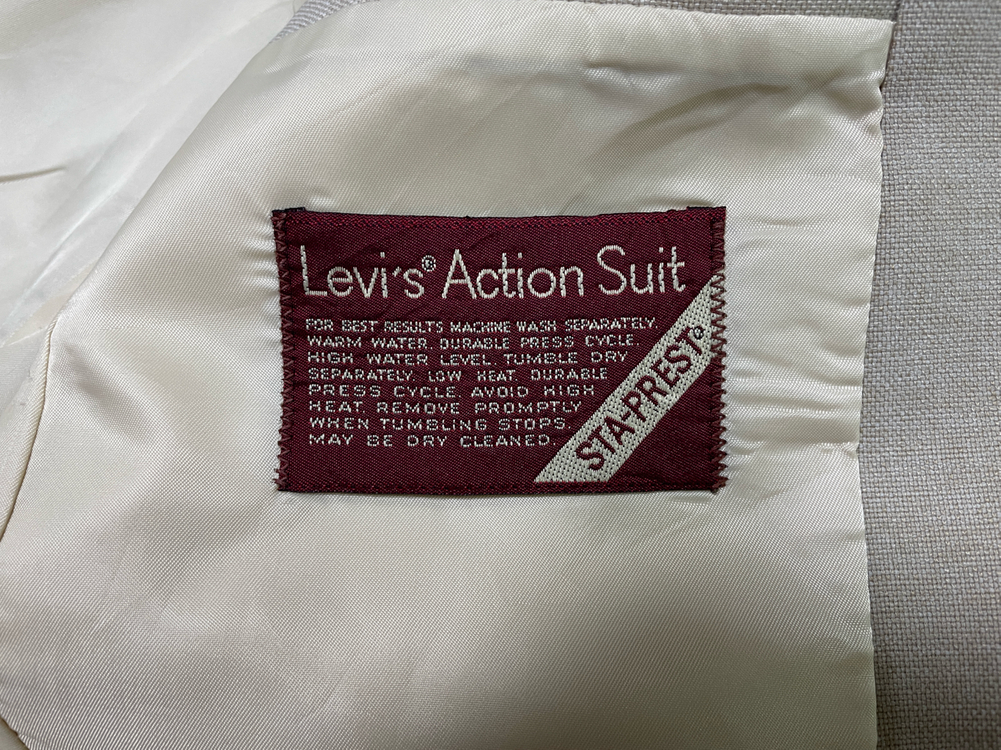 Levi's® Action Suit
FOR BEST RESULTS MACHINE WASH SEPARATELY.
WARM WATER. DURABLE PRESS CYCLE.
HIGH WATER LEVEL. TUMBLE DRY
SEPARATELY. LOW HEAT. DURABLE
PRESS CYCLE. AVOID HIGH
HEAT. REMOVE PROMPTLY
WHEN TUMBLING STOPS.
MAY BE DRY CLEANED.
STA-PREST®